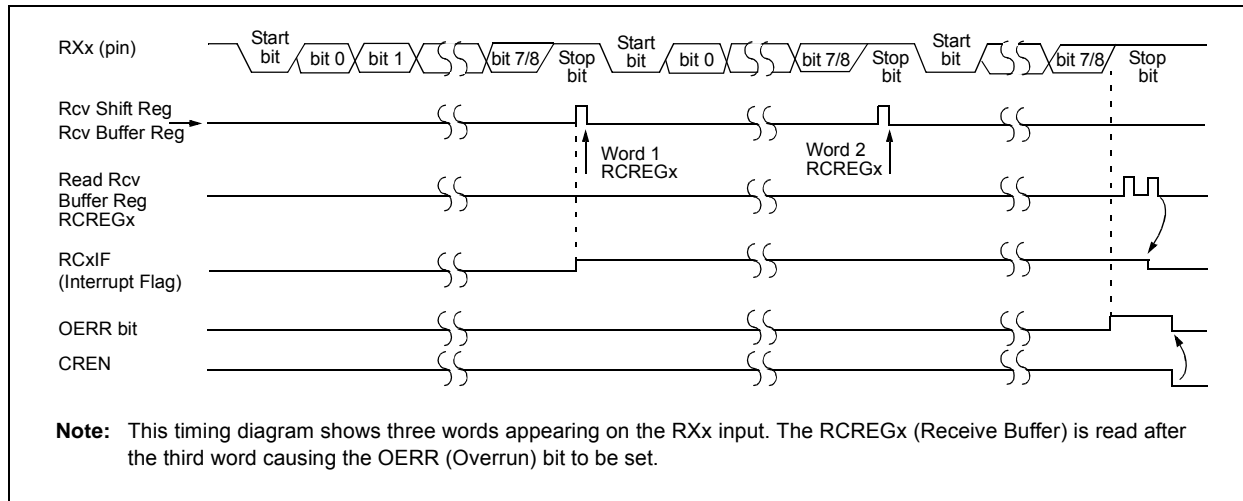 RXx (pin)
Start bit
bit 0
bit 1
bit 7/8
Stop bit
Start bit
bit 0
bit 7/8
Stop bit
Start bit
bit 7/8
Stop bit
Rcv Shift Reg
Rcv Buffer Reg
Word 1
RCREGx
Word 2
RCREGx
Read Rcv
Buffer Reg
RCREGx
RCxIF
(Interrupt Flag)
OERR bit
CREN
Note: This timing diagram shows three words appearing on the RXx input. The RCREGx (Receive Buffer) is read after
the third word causing the OERR (Overrun) bit to be set.